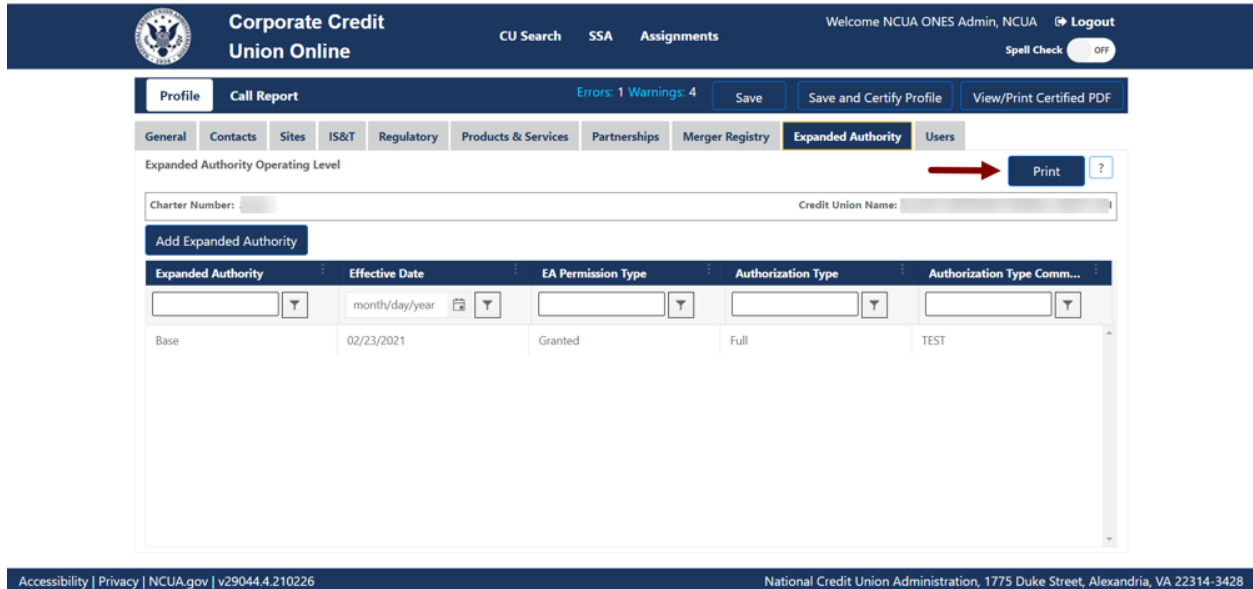 Corporate Credit
Union Online
CU Search SSA Assignments
Welcome NCUA ONES Admin, NCUA Logout
Spell Check OFF
Profile Call Report Errors: 1 Warnings: 4 Save Save and Certify Profile View/Print Certified PDF
General Contacts Sites IS&T Regulatory Products & Services Partnerships Merger Registry Expanded Authority Users
Expanded Authority Operating Level
Print ?
Charter Number: Credit Union Name:
Add Expanded Authority
Expanded Authority Effective Date EA Permission Type Authorization Type Authorization Type Comm...
month/day/year
Base 02/23/2021 Granted Full TEST
Accessibility | Privacy | NCUA.gov | v29044.4.210226 National Credit Union Administration, 1775 Duke Street, Alexandria, VA 22314-3428